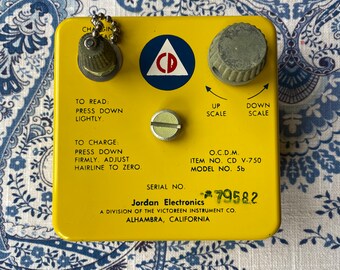 CHARGING
CD
UP
SCALE
DOWN
SCALE
TO READ:
PRESS DOWN
LIGHTLY
TO CHARGE:
PRESS DOWN
FIRMLY. ADJUST
HAIRLINE TO ZERO
O.C.D.M.
ITEM NO. CD V-750
MODEL NO. 5b
SERIAL NO.
79582
Jordan Electronics
A DIVISION OF THE VICTOREEN INSTRUMENT CO.
ALHAMBRA, CALIFORNIA